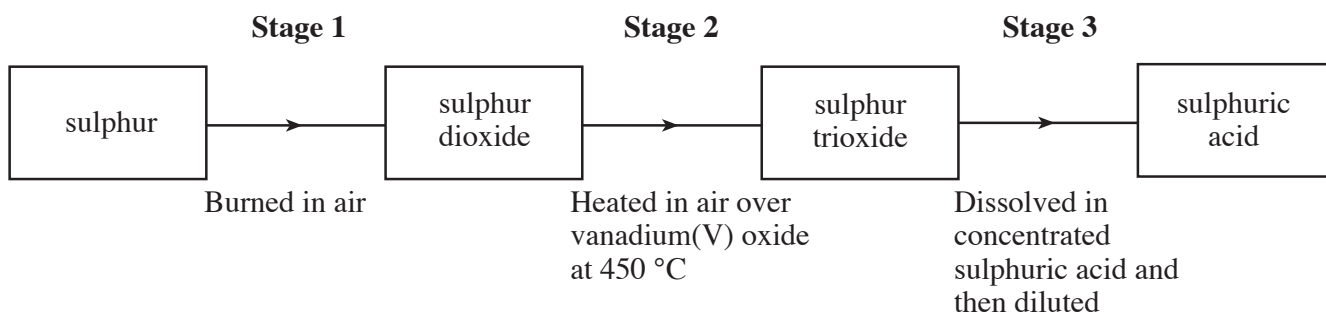 Stage 1
Stage 2
Stage 3
sulphur
sulphur
dioxide
sulphur
trioxide
sulphuric
acid
Burned in air
Heated in air over
vanadium(V) oxide
at 450 °C
Dissolved in
concentrated
sulphuric acid and
then diluted